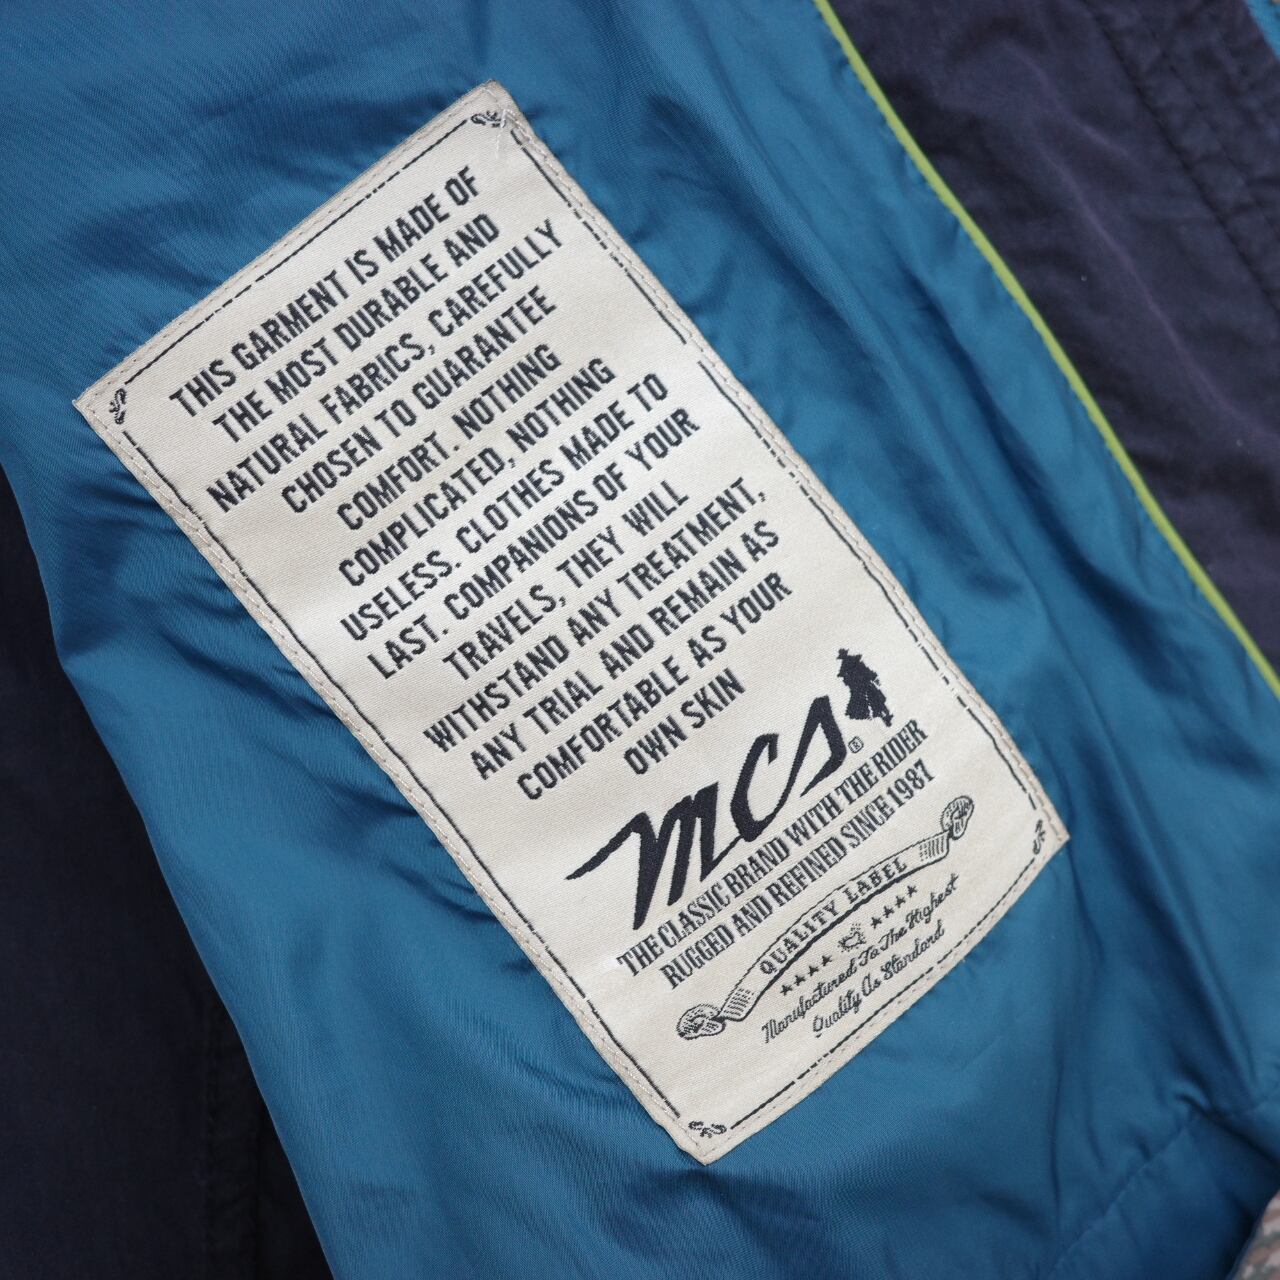 THIS GARMENT IS MADE OF
THE MOST DURABLE AND
NATURAL FABRICS, CAREFULLY
CHOSEN TO GUARANTEE
COMFORT. NOTHING
COMPLICATED, NOTHING
USELESS. CLOTHES MADE TO
LAST. COMPANIONS OF YOUR
TRAVELS, THEY WILL
WITHSTAND ANY TREATMENT,
ANY TRIAL AND REMAIN AS
COMFORTABLE AS YOUR
OWN SKIN
mcs®
THE CLASSIC BRAND WITH THE RIDER
RUGGED AND REFINED SINCE 1987
QUALITY LABEL
Manufactured To The Highest
Quality As Standard